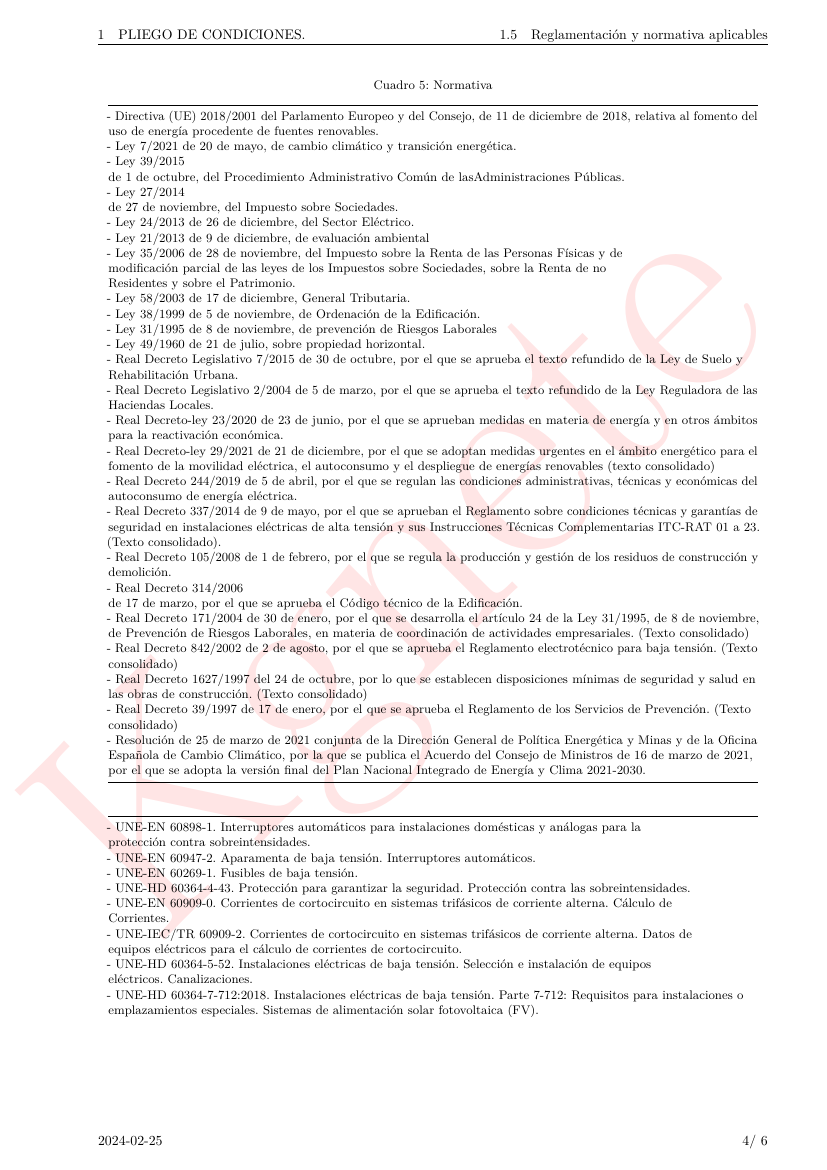 1 PLIEGO DE CONDICIONES. 1.5 Reglamentación y normativa aplicables
Cuadro 5: Normativa
- Directiva (UE) 2018/2001 del Parlamento Europeo y del Consejo, de 11 de diciembre de 2018, relativa al fomento del
uso de energía procedente de fuentes renovables.
- Ley 7/2021 de 20 de mayo, de cambio climático y transición energética.
- Ley 39/2015
de 1 de octubre, del Procedimiento Administrativo Común de lasAdministraciones Públicas.
- Ley 27/2014
de 27 de noviembre, del Impuesto sobre Sociedades.
- Ley 24/2013 de 26 de diciembre, del Sector Eléctrico.
- Ley 21/2013 de 9 de diciembre, de evaluación ambiental
- Ley 35/2006 de 28 de noviembre, del Impuesto sobre la Renta de las Personas Físicas y de
modificación parcial de las leyes de los Impuestos sobre Sociedades, sobre la Renta de no
Residentes y sobre el Patrimonio.
- Ley 58/2003 de 17 de diciembre, General Tributaria.
- Ley 38/1999 de 5 de noviembre, de Ordenación de la Edificación.
- Ley 31/1995 de 8 de noviembre, de prevención de Riesgos Laborales
- Ley 49/1960 de 21 de julio, sobre propiedad horizontal.
- Real Decreto Legislativo 7/2015 de 30 de octubre, por el que se aprueba el texto refundido de la Ley de Suelo y
Rehabilitación Urbana.
- Real Decreto Legislativo 2/2004 de 5 de marzo, por el que se aprueba el texto refundido de la Ley Reguladora de las
Haciendas Locales.
- Real Decreto-ley 23/2020 de 23 de junio, por el que se aprueban medidas en materia de energía y en otros ámbitos
para la reactivación económica.
- Real Decreto-ley 29/2021 de 21 de diciembre, por el que se adoptan medidas urgentes en el ámbito energético para el
fomento de la movilidad eléctrica, el autoconsumo y el despliegue de energías renovables (texto consolidado)
- Real Decreto 244/2019 de 5 de abril, por el que se regulan las condiciones administrativas, técnicas y económicas del
autoconsumo de energía eléctrica.
- Real Decreto 337/2014 de 9 de mayo, por el que se aprueban el Reglamento sobre condiciones técnicas y garantías de
seguridad en instalaciones eléctricas de alta tensión y sus Instrucciones Técnicas Complementarias ITC-RAT 01 a 23.
(Texto consolidado).
- Real Decreto 105/2008 de 1 de febrero, por el que se regula la producción y gestión de los residuos de construcción y
demolición.
- Real Decreto 314/2006
de 17 de marzo, por el que se aprueba el Código técnico de la Edificación.
- Real Decreto 171/2004 de 30 de enero, por el que se desarrolla el artículo 24 de la Ley 31/1995, de 8 de noviembre,
de Prevención de Riesgos Laborales, en materia de coordinación de actividades empresariales. (Texto consolidado)
- Real Decreto 842/2002 de 2 de agosto, por el que se aprueba el Reglamento electrotécnico para baja tensión. (Texto
consolidado)
- Real Decreto 1627/1997 del 24 de octubre, por lo que se establecen disposiciones mínimas de seguridad y salud en
las obras de construcción. (Texto consolidado)
- Real Decreto 39/1997 de 17 de enero, por el que se aprueba el Reglamento de los Servicios de Prevención. (Texto
consolidado)
- Resolución de 25 de marzo de 2021 conjunta de la Dirección General de Política Energética y Minas y de la Oficina
Española de Cambio Climático, por la que se publica el Acuerdo del Consejo de Ministros de 16 de marzo de 2021,
por el que se adopta la versión final del Plan Nacional Integrado de Energía y Clima 2021-2030.
- UNE-EN 60898-1. Interruptores automáticos para instalaciones domésticas y análogas para la
protección contra sobreintensidades.
- UNE-EN 60947-2. Aparamenta de baja tensión. Interruptores automáticos.
- UNE-EN 60269-1. Fusibles de baja tensión.
- UNE-HD 60364-4-43. Protección para garantizar la seguridad. Protección contra las sobreintensidades.
- UNE-EN 60909-0. Corrientes de cortocircuito en sistemas trifásicos de corriente alterna. Cálculo de
Corrientes.
- UNE-IEC/TR 60909-2. Corrientes de cortocircuito en sistemas trifásicos de corriente alterna. Datos de
equipos eléctricos para el cálculo de corrientes de cortocircuito.
- UNE-HD 60364-5-52. Instalaciones eléctricas de baja tensión. Selección e instalación de equipos
eléctricos. Canalizaciones.
- UNE-HD 60364-7-712:2018. Instalaciones eléctricas de baja tensión. Parte 7-712: Requisitos para instalaciones o
emplazamientos especiales. Sistemas de alimentación solar fotovoltaica (FV).
Kgnete
2024-02-25 4/ 6